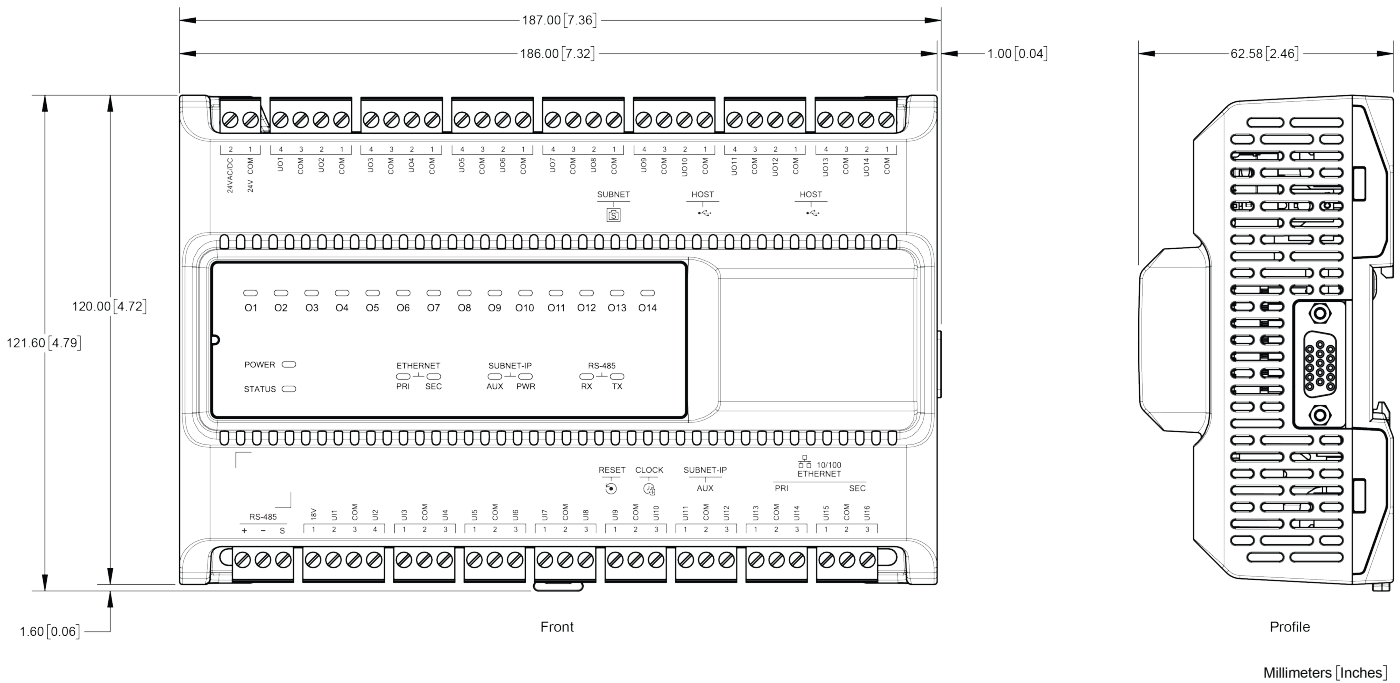 187.00 [7.36]
186.00 [7.32]
1.00 [0.04]
62.58 [2.46]
2 1 4 3 2 1 4 3 2 1 4 3 2 1 4 3 2 1 4 3 2 1 4 3 2 1 4 3 2 1
24VAC/DC 24V COM UO1 COM UO2 COM UO3 COM UO4 COM UO5 COM UO6 COM UO7 COM UO8 COM UO9 COM UO10 COM UO11 COM UO12 COM UO13 COM UO14 COM
SUBNET HOST HOST
O1 O2 O3 O4 O5 O6 O7 O8 O9 O10 O11 O12 O13 O14
120.00 [4.72]
121.60 [4.79]
POWER
STATUS
ETHERNET
PRI SEC
SUBNET-IP
AUX PWR
RS-485
RX TX
RESET CLOCK
SUBNET-IP
AUX
10/100
ETHERNET
PRI SEC
RS-485
+ – S
18V UI1 COM UI2 UI3 COM UI4 UI5 COM UI6 UI7 COM UI8 UI9 COM UI10 UI11 COM UI12 UI13 COM UI14 UI15 COM UI16
1 2 3 4 1 2 3 1 2 3 1 2 3 1 2 3 1 2 3 1 2 3 1 2 3
1.60 [0.06]
Front
Profile
Millimeters [Inches]